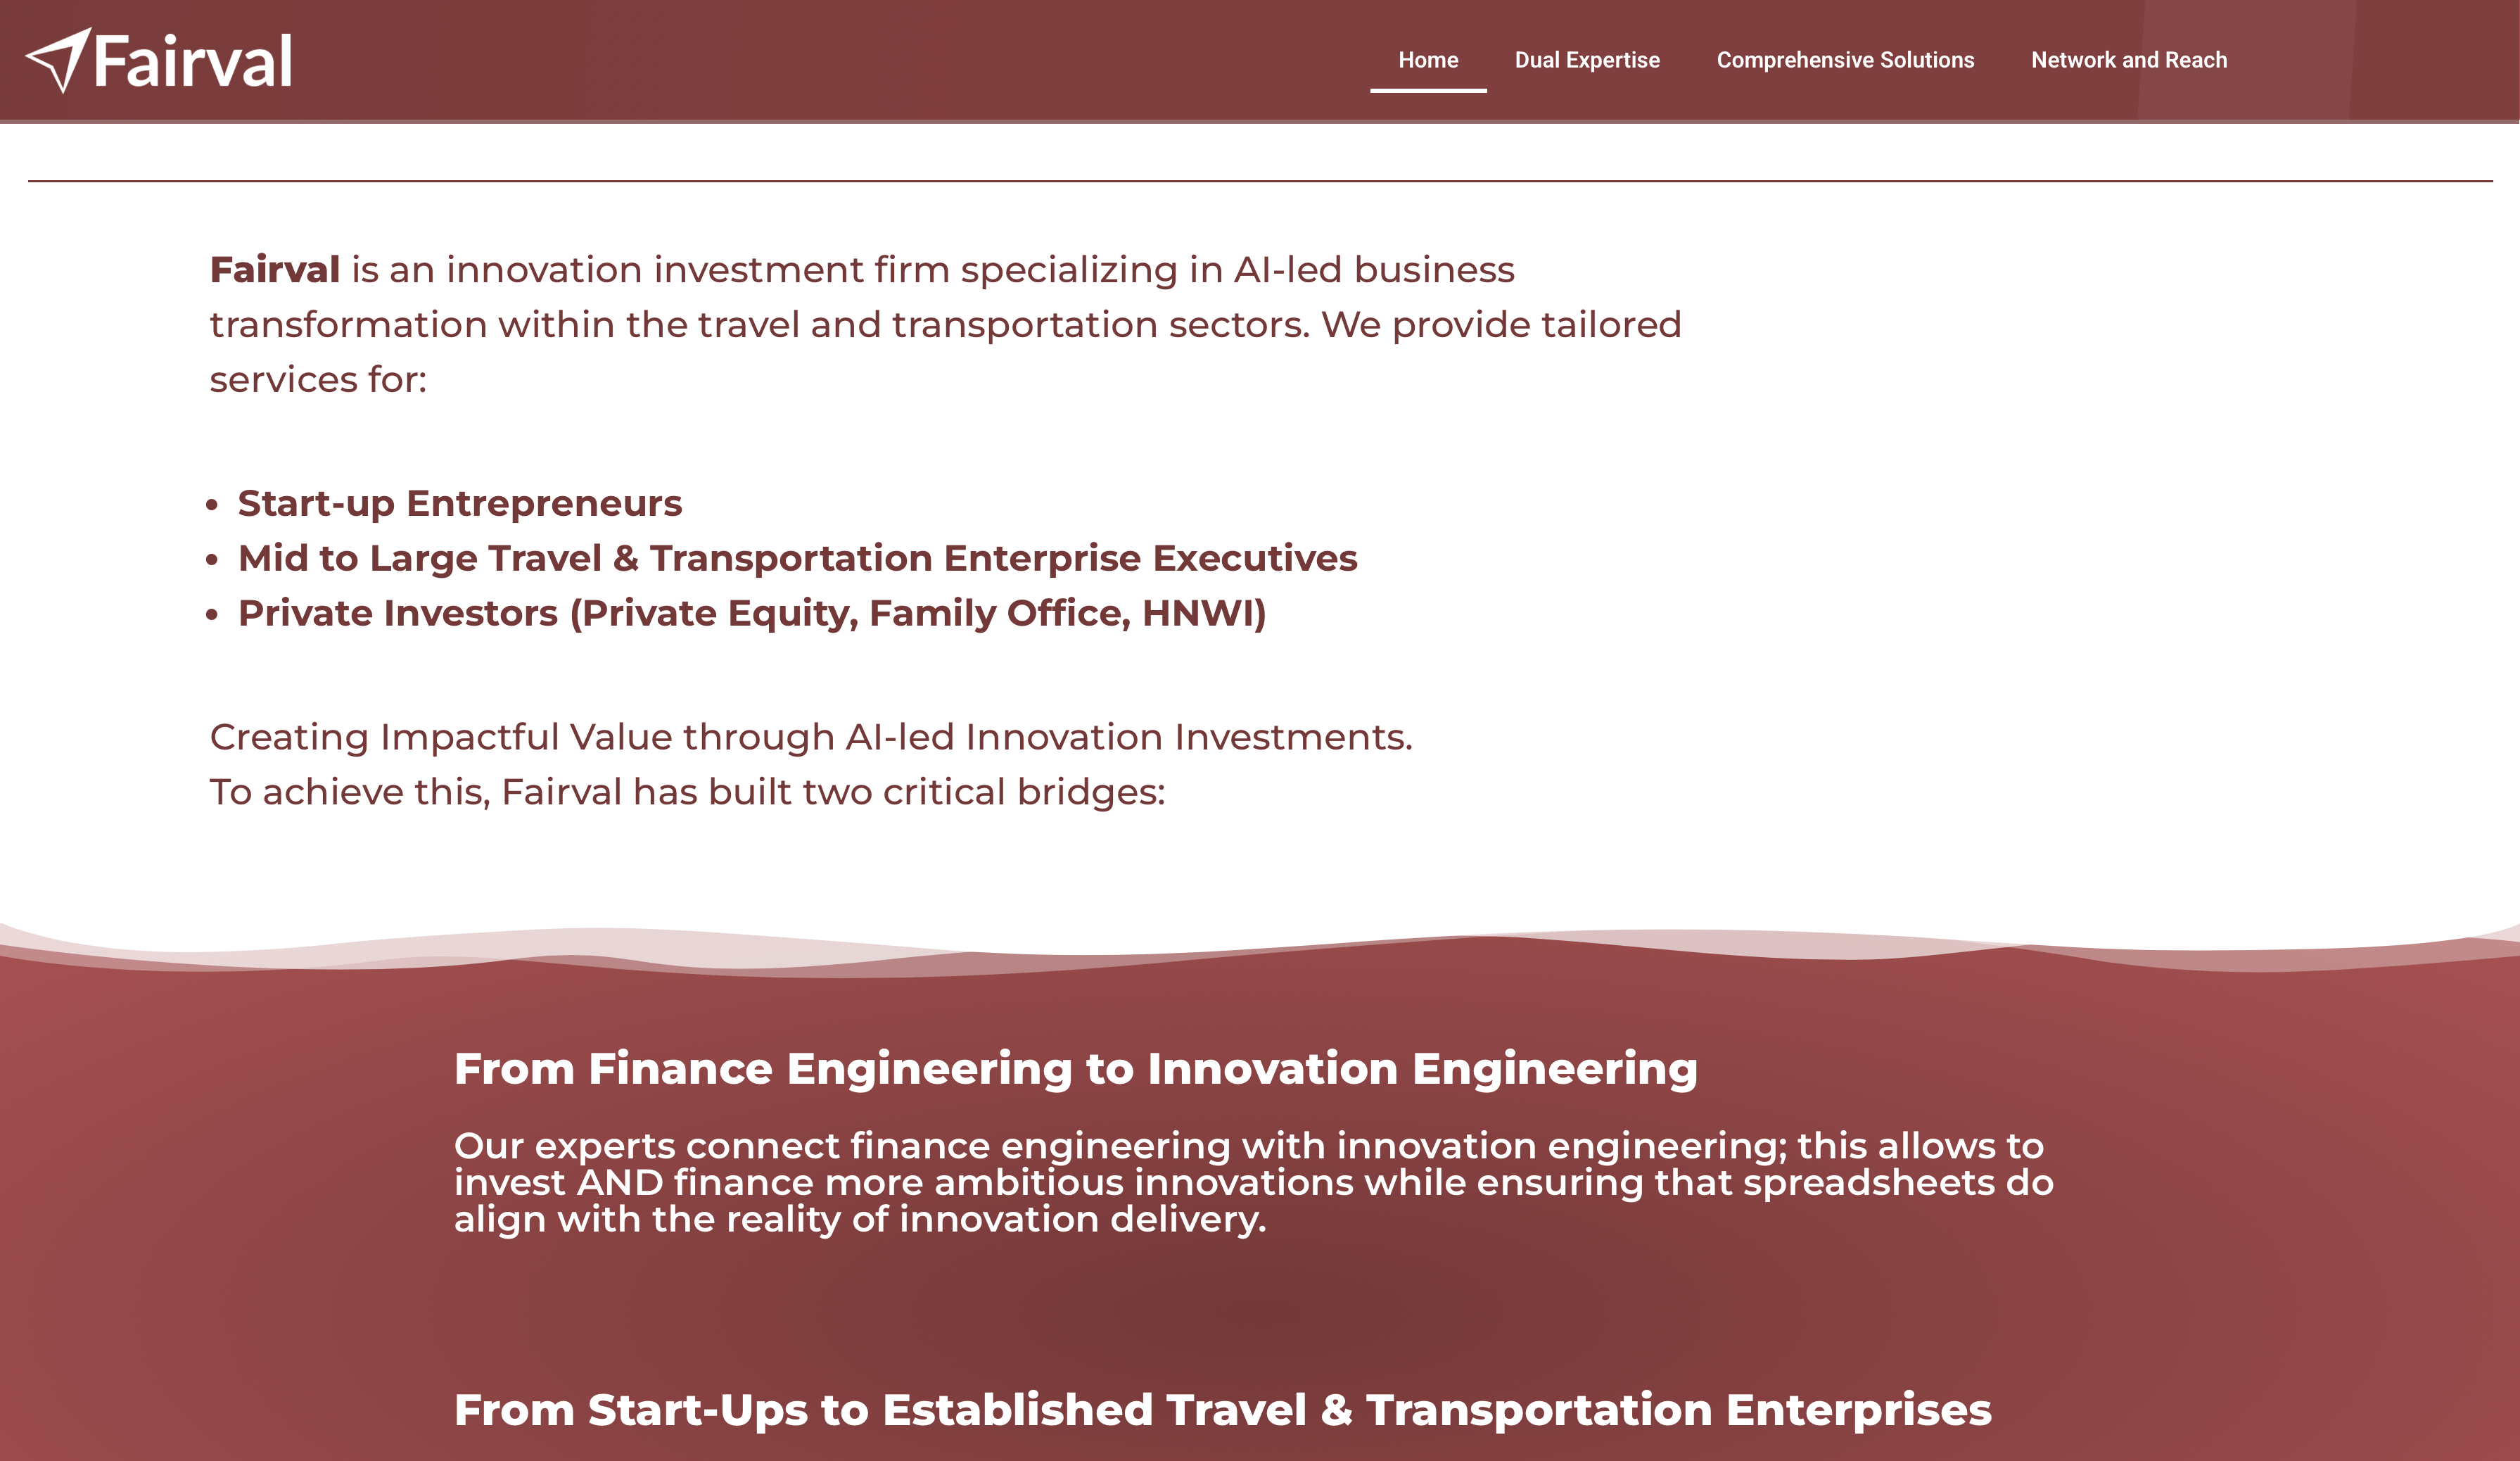 Fairval
Home
Dual Expertise
Comprehensive Solutions
Network and Reach
Fairval is an innovation investment firm specializing in AI-led business
transformation within the travel and transportation sectors. We provide tailored
services for:
• Start-up Entrepreneurs
• Mid to Large Travel & Transportation Enterprise Executives
• Private Investors (Private Equity, Family Office, HNWI)
Creating Impactful Value through AI-led Innovation Investments.
To achieve this, Fairval has built two critical bridges:
From Finance Engineering to Innovation Engineering
Our experts connect finance engineering with innovation engineering; this allows to
invest AND finance more ambitious innovations while ensuring that spreadsheets do
align with the reality of innovation delivery.
From Start-Ups to Established Travel & Transportation Enterprises